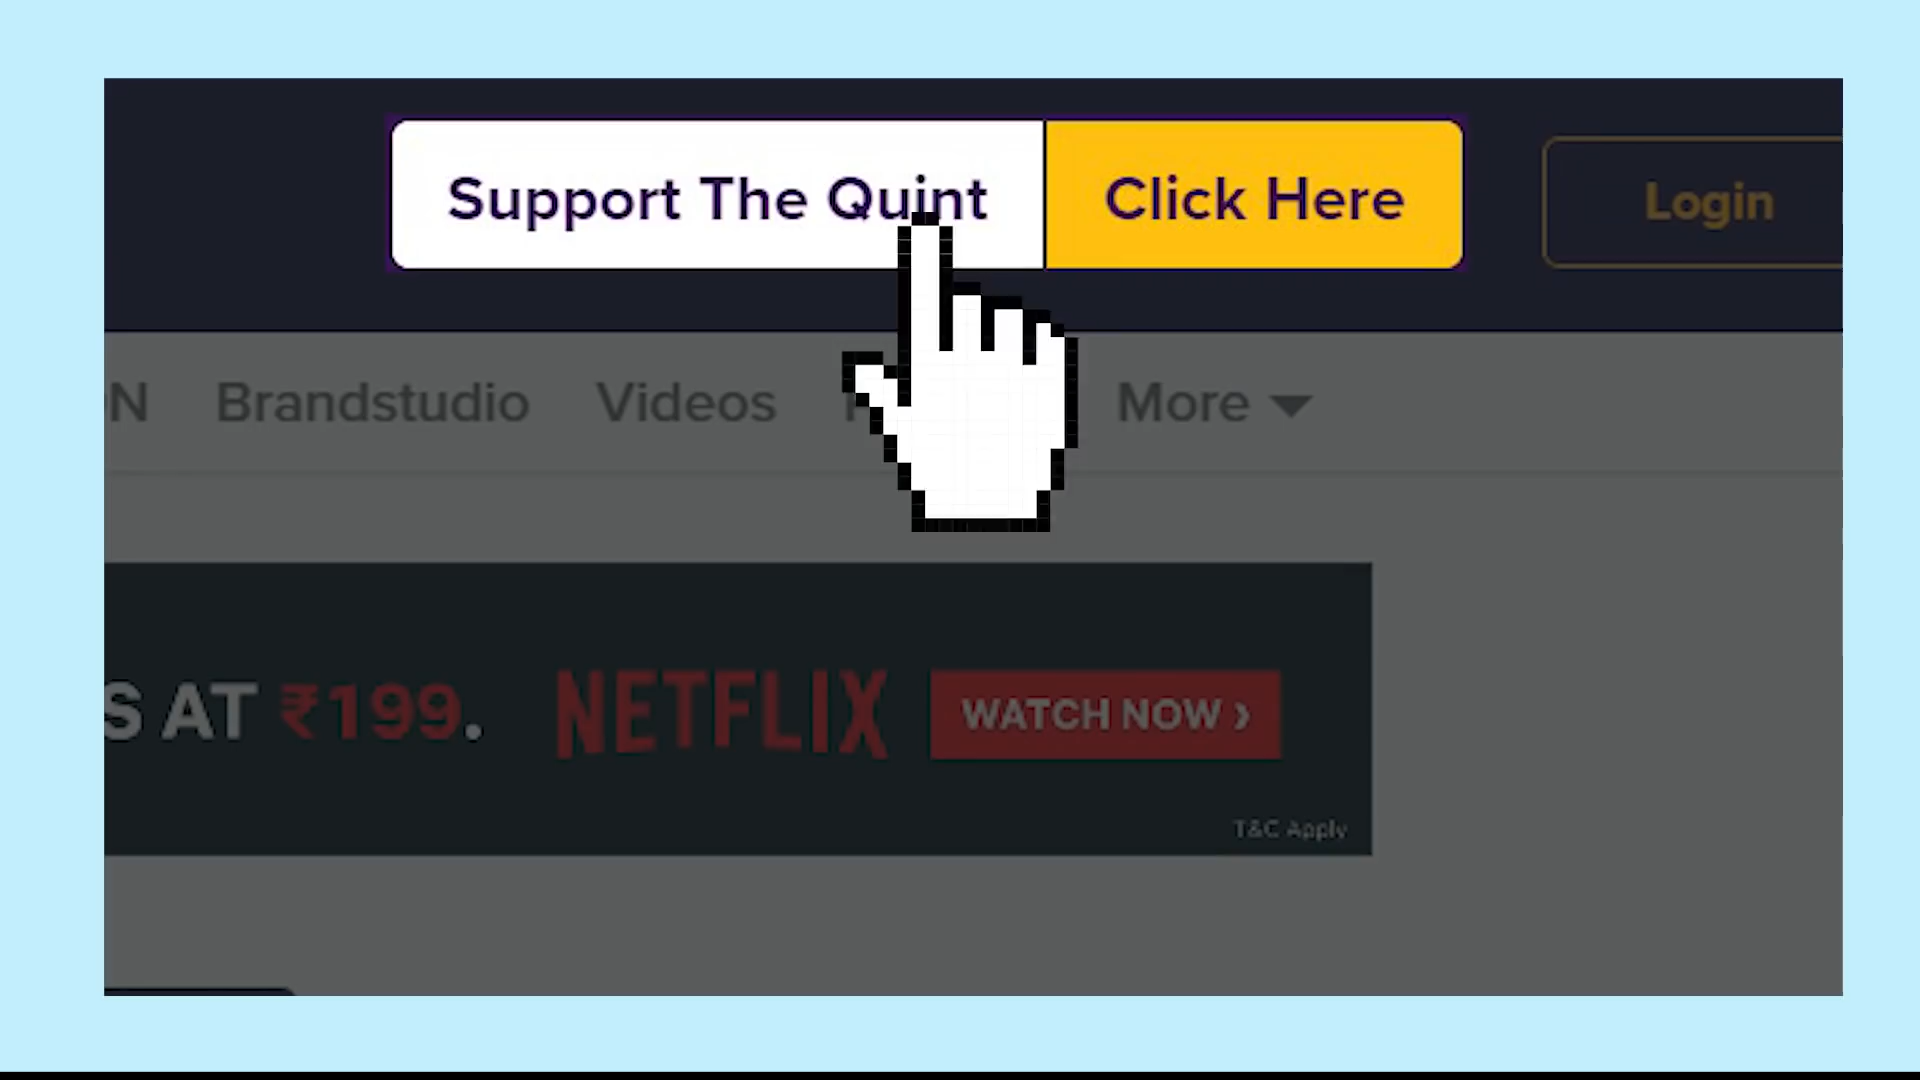 Support The Quint Click Here Login
N Brandstudio Videos More
S AT ₹199. NETFLIX WATCH NOW ›
T&C Apply